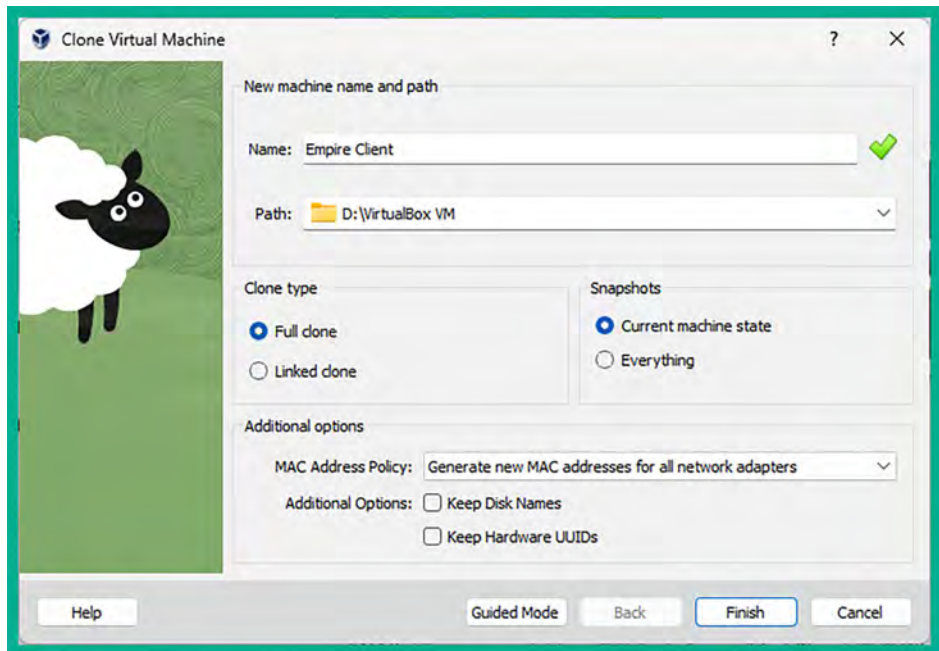 Clone Virtual Machine ?
New machine name and path
Name: Empire Client
Path: D:\VirtualBox VM
Clone type
Full clone
Linked clone
Snapshots
Current machine state
Everything
Additional options
MAC Address Policy: Generate new MAC addresses for all network adapters
Additional Options: Keep Disk Names
Keep Hardware UUIDs
Help Guided Mode Back Finish Cancel